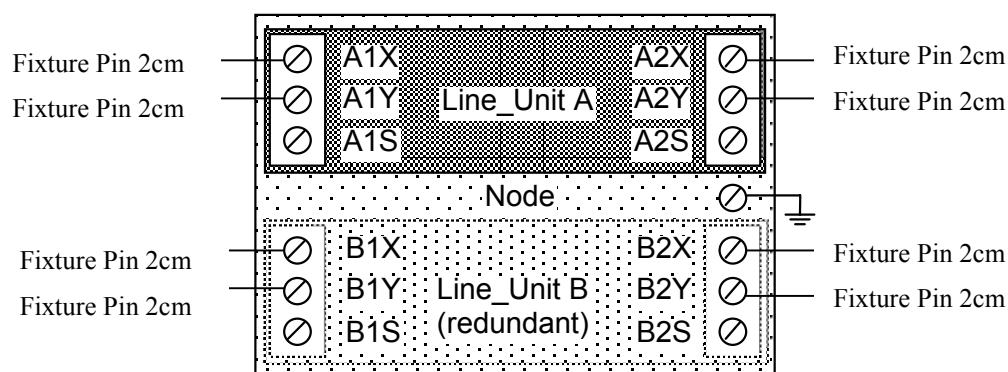 Fixture Pin 2cm A1X A2X Fixture Pin 2cm
Fixture Pin 2cm A1Y Line_Unit A A2Y Fixture Pin 2cm
A1S A2S
Node
Fixture Pin 2cm B1X B2X Fixture Pin 2cm
Fixture Pin 2cm B1Y Line_Unit B B2Y Fixture Pin 2cm
B1S (redundant) B2S